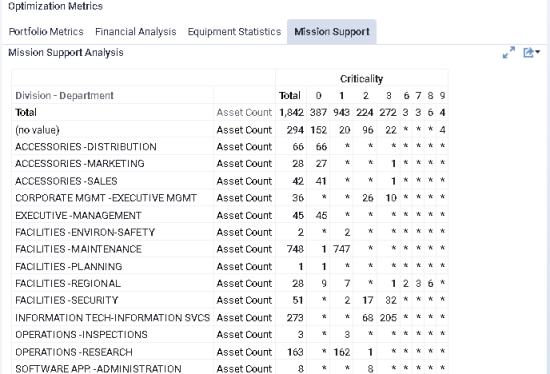 Optimization Metrics
Portfolio Metrics Financial Analysis Equipment Statistics Mission Support
Mission Support Analysis
Criticality
Division - Department Total 0 1 2 3 6 7 8 9
Total Asset Count 1,842 387 943 224 272 3 3 6 4
(no value) Asset Count 294 152 20 96 22 * * * 4
ACCESSORIES -DISTRIBUTION Asset Count 66 66 * * * * * * *
ACCESSORIES -MARKETING Asset Count 28 27 * * 1 * * * *
ACCESSORIES -SALES Asset Count 42 41 * * 1 * * * *
CORPORATE MGMT -EXECUTIVE MGMT Asset Count 36 * * 26 10 * * * *
EXECUTIVE -MANAGEMENT Asset Count 45 45 * * * * * * *
FACILITIES -ENVIRON-SAFETY Asset Count 2 * 2 * * * * * *
FACILITIES -MAINTENANCE Asset Count 748 1 747 * * * * * *
FACILITIES -PLANNING Asset Count 1 1 * * * * * * *
FACILITIES -REGIONAL Asset Count 28 9 7 * 1 2 3 6 *
FACILITIES -SECURITY Asset Count 51 * 2 17 32 * * * *
INFORMATION TECH-INFORMATION SVCS Asset Count 273 * * 68 205 * * * *
OPERATIONS -INSPECTIONS Asset Count 3 * 3 * * * * * *
OPERATIONS -RESEARCH Asset Count 163 * 162 1 * * * * *
SOFTWARE APP. -ADMINISTRATION Asset Count 8 * * 8 * * * * *